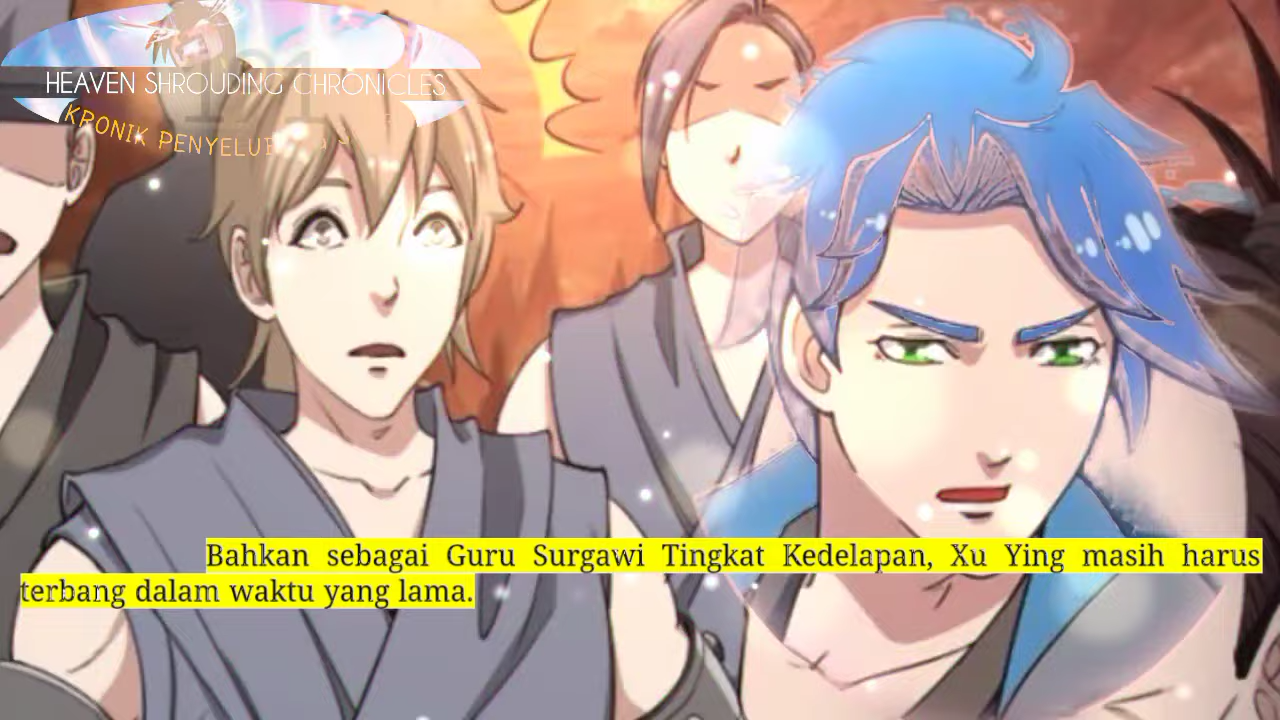 HEAVEN SHROUDING CHRONICLES
KRONIK PENYELUB
Bahkan sebagai Guru Surgawi Tingkat Kedelapan, Xu Ying masih harus
terbang dalam waktu yang lama.